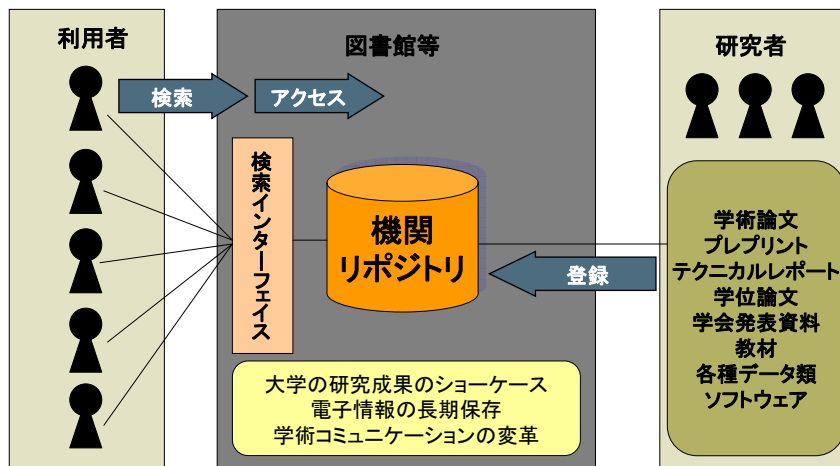 利用者
図書館等
研究者
検索
アクセス
検索インターフェイス
機関
リポジトリ
登録
学術論文
プレプリント
テクニカルレポート
学位論文
学会発表資料
教材
各種データ類
ソフトウェア
大学の研究成果のショーケース
電子情報の長期保存
学術コミュニケーションの変革